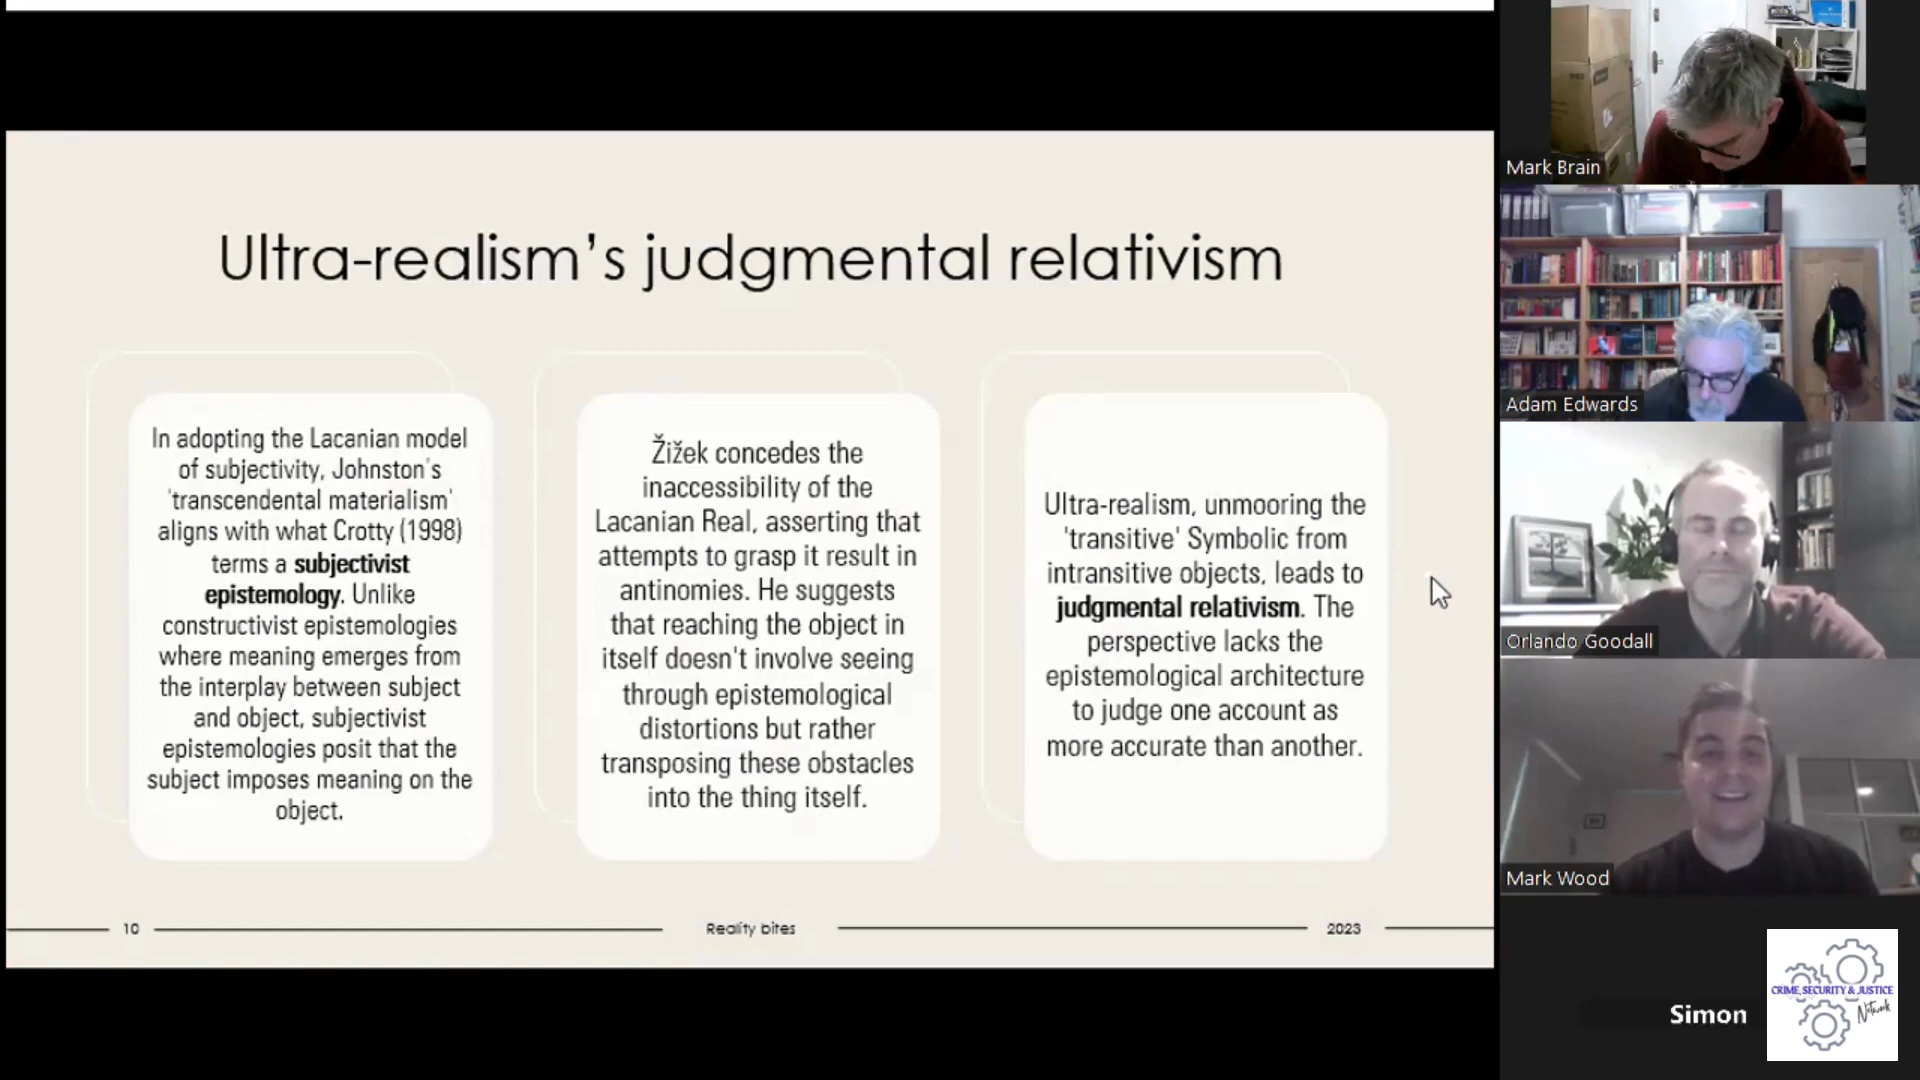 Ultra-realism’s judgmental relativism
In adopting the Lacanian model
of subjectivity, Johnston's
'transcendental materialism'
aligns with what Crotty (1998)
terms a subjectivist
epistemology. Unlike
constructivist epistemologies
where meaning emerges from
the interplay between subject
and object, subjectivist
epistemologies posit that the
subject imposes meaning on the
object.
Žižek concedes the
inaccessibility of the
Lacanian Real, asserting that
attempts to grasp it result in
antinomies. He suggests
that reaching the object in
itself doesn't involve seeing
through epistemological
distortions but rather
transposing these obstacles
into the thing itself.
Ultra-realism, unmooring the
'transitive' Symbolic from
intransitive objects, leads to
judgmental relativism. The
perspective lacks the
epistemological architecture
to judge one account as
more accurate than another.
10
Reality bites
2023
Mark Brain
Adam Edwards
Orlando Goodall
Mark Wood
Simon
CRIME, SECURITY & JUSTICE
Network